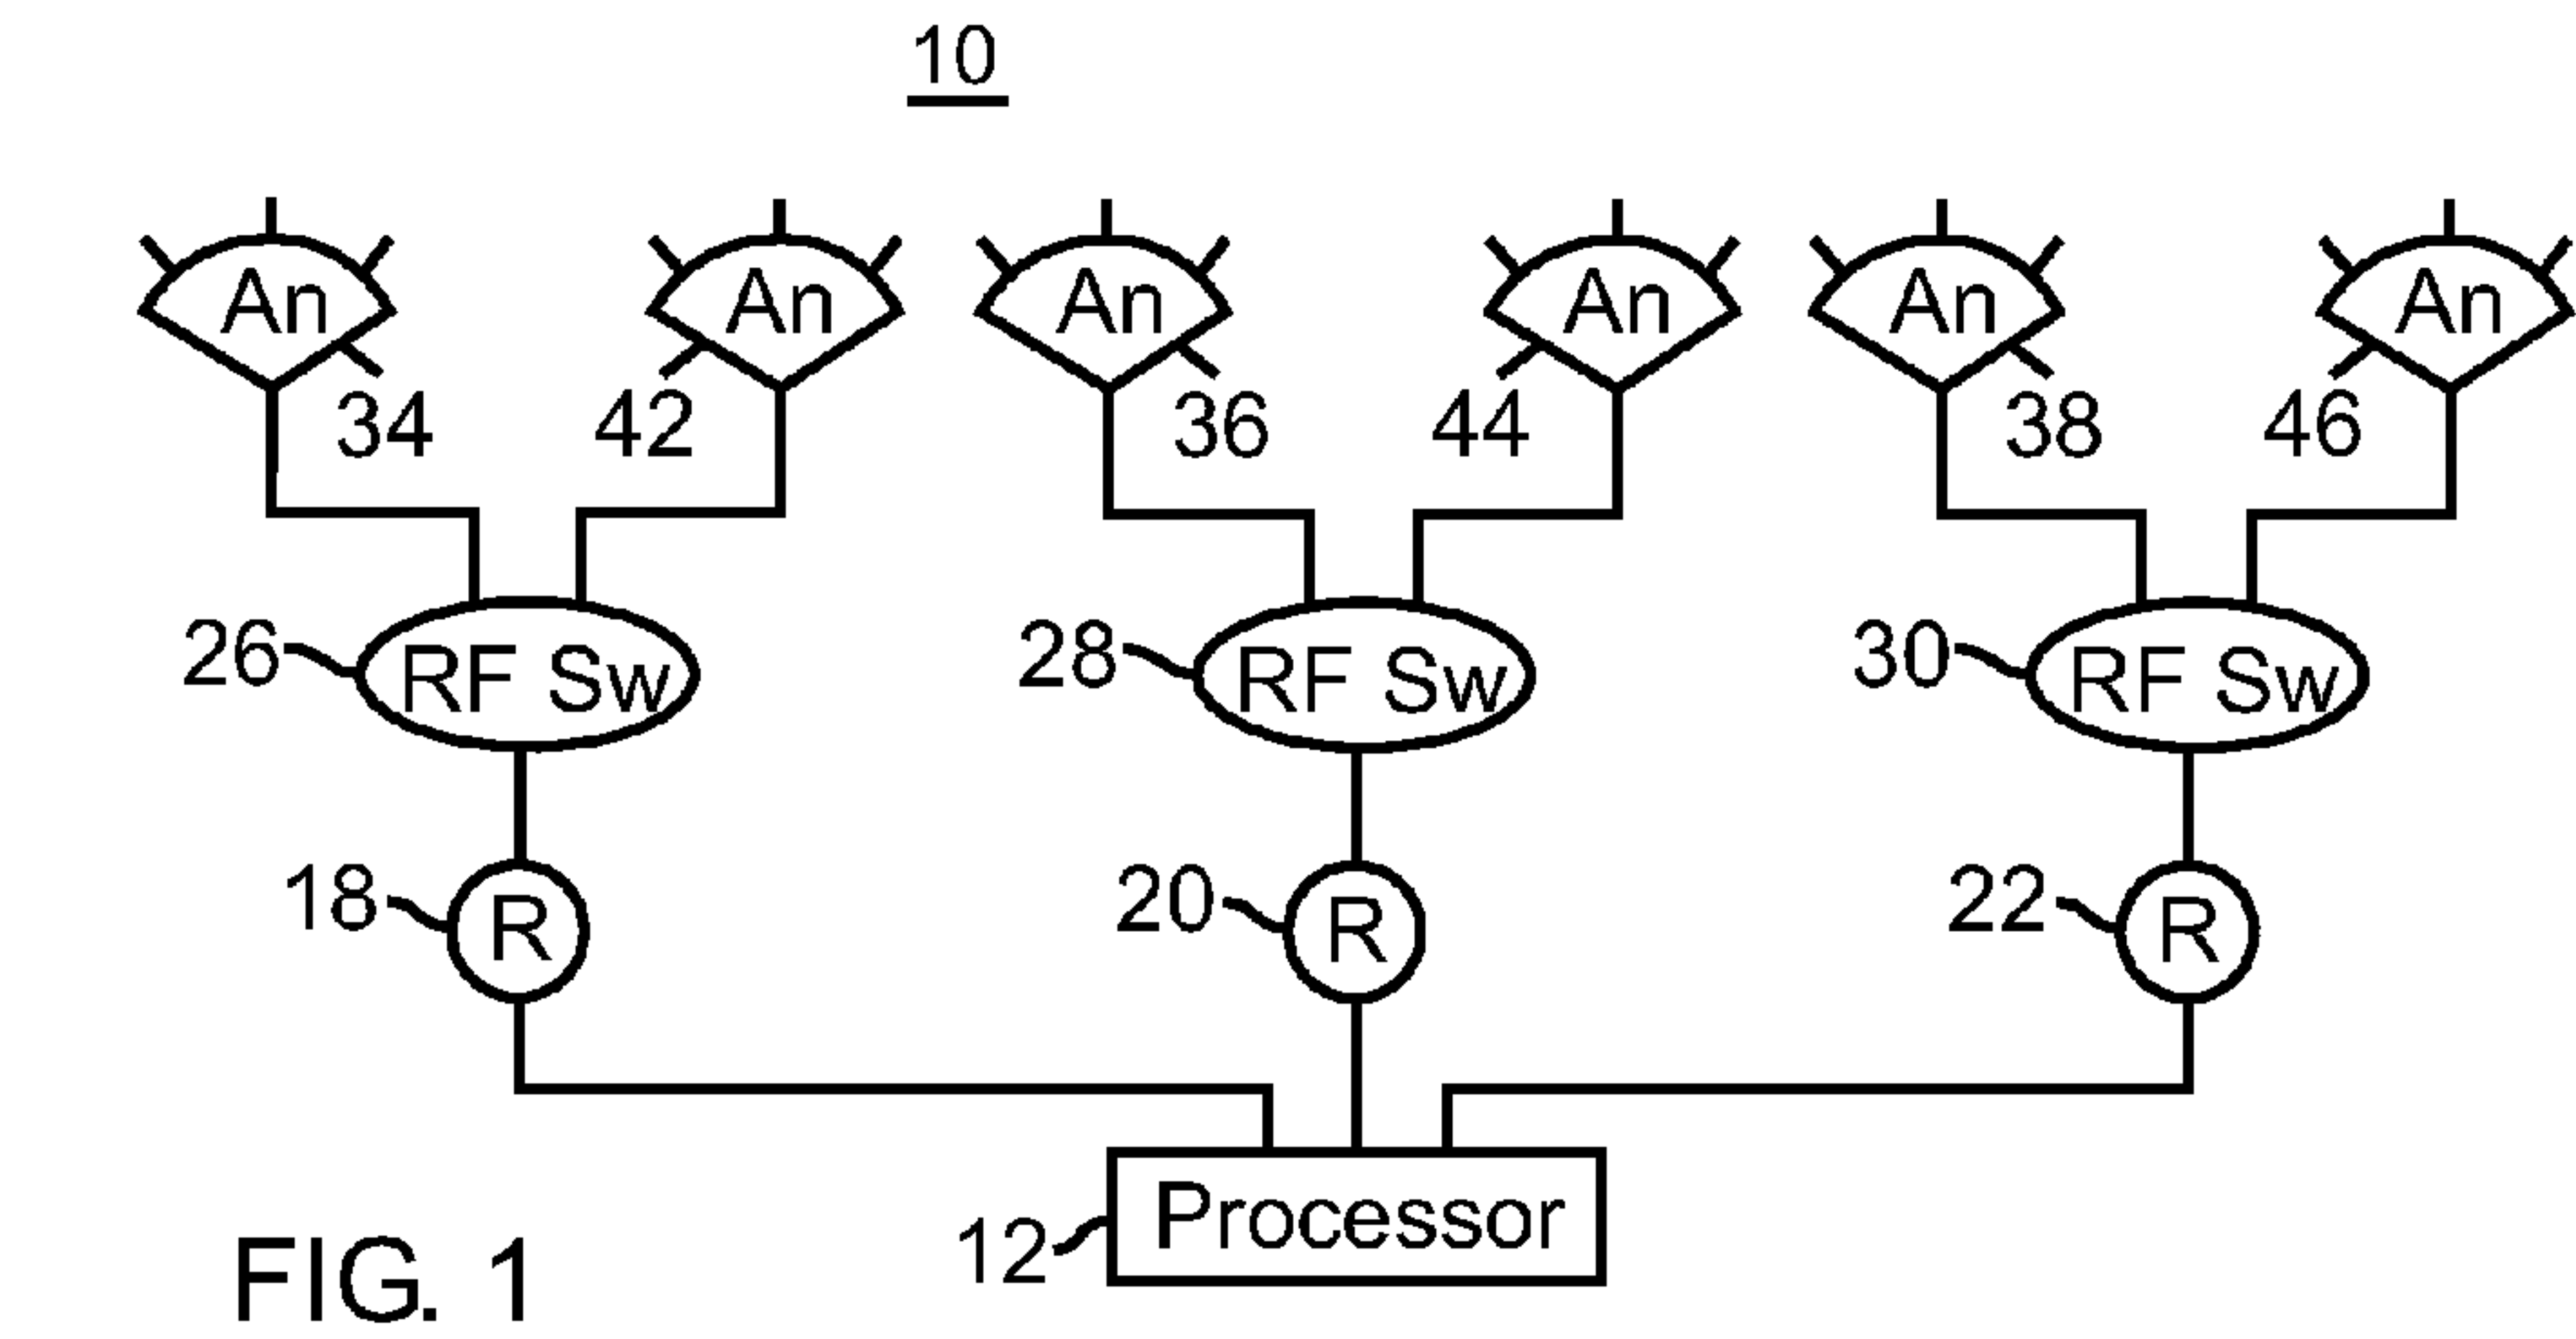 10
An An An An An An
34 42 36 44 38 46
26 RF Sw 28 RF Sw 30 RF Sw
18 R 20 R 22 R
12 Processor
FIG. 1